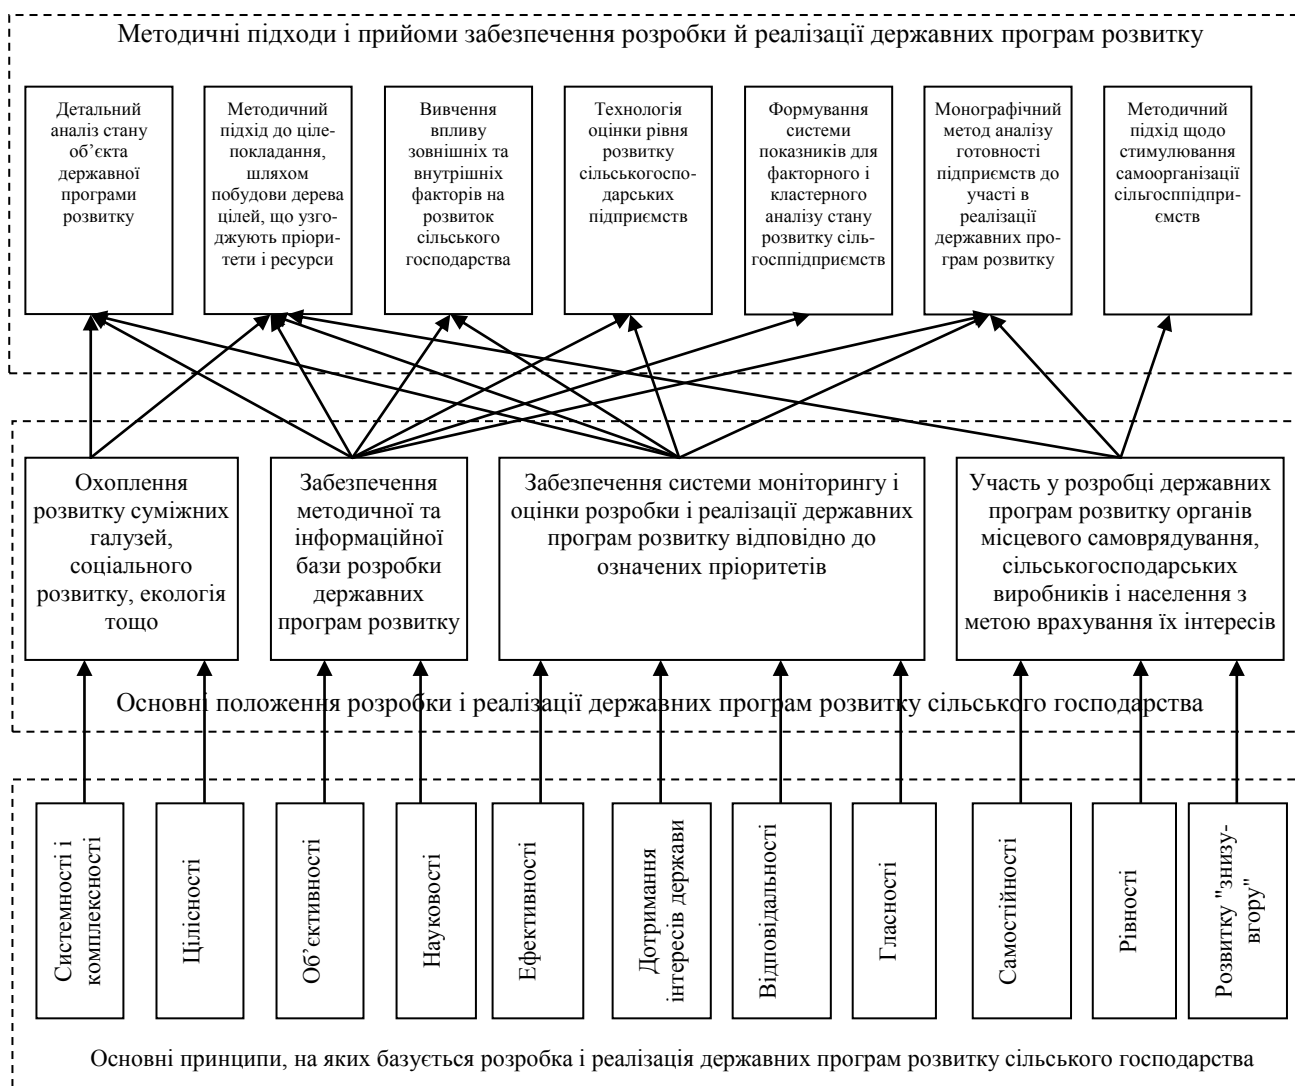 Методичні підходи і прийоми забезпечення розробки й реалізації державних програм розвитку
Детальний
аналіз стану
об’єкта
державної
програми
розвитку
Методичний
підхід до ціле-
покладання,
шляхом
побудови дерева
цілей, що узго-
джують пріори-
тети і ресурси
Вивчення
впливу
зовнішніх та
внутрішніх
факторів на
розвиток
сільського
господарства
Технологія
оцінки рівня
розвитку
сільськогоспо-
дарських
підприємств
Формування
системи
показників для
факторного і
кластерного
аналізу стану
розвитку сіль-
госппідприємств
Монографічний
метод аналізу
готовності
підприємств до
участі в
реалізації
державних про-
грам розвитку
Методичний
підхід щодо
стимулювання
самоорганізації
сільгосппідпри-
ємств
Охоплення
розвитку суміжних
галузей,
соціального
розвитку, екологія
тощо
Забезпечення
методичної та
інформаційної
бази розробки
державних
програм розвитку
Забезпечення системи моніторингу і
оцінки розробки і реалізації державних
програм розвитку відповідно до
означених пріоритетів
Участь у розробці державних
програм розвитку органів
місцевого самоврядування,
сільськогосподарських
виробників і населення з
метою врахування їх інтересів
Основні положення розробки і реалізації державних програм розвитку сільського господарства
Системності і
комплексності
Цілісності
Об’єктивності
Науковості
Ефективності
Дотримання
інтересів держави
Відповідальності
Гласності
Самостійності
Рівності
Розвитку "знизу-
вгору"
Основні принципи, на яких базується розробка і реалізація державних програм розвитку сільського господарства